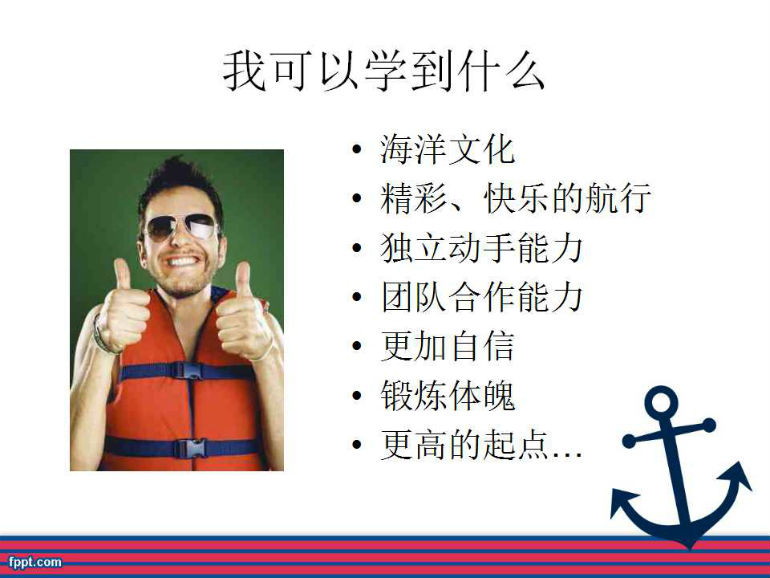 我可以学到什么
• 海洋文化
• 精彩、快乐的航行
• 独立动手能力
• 团队合作能力
• 更加自信
• 锻炼体魄
• 更高的起点…
fppt.com